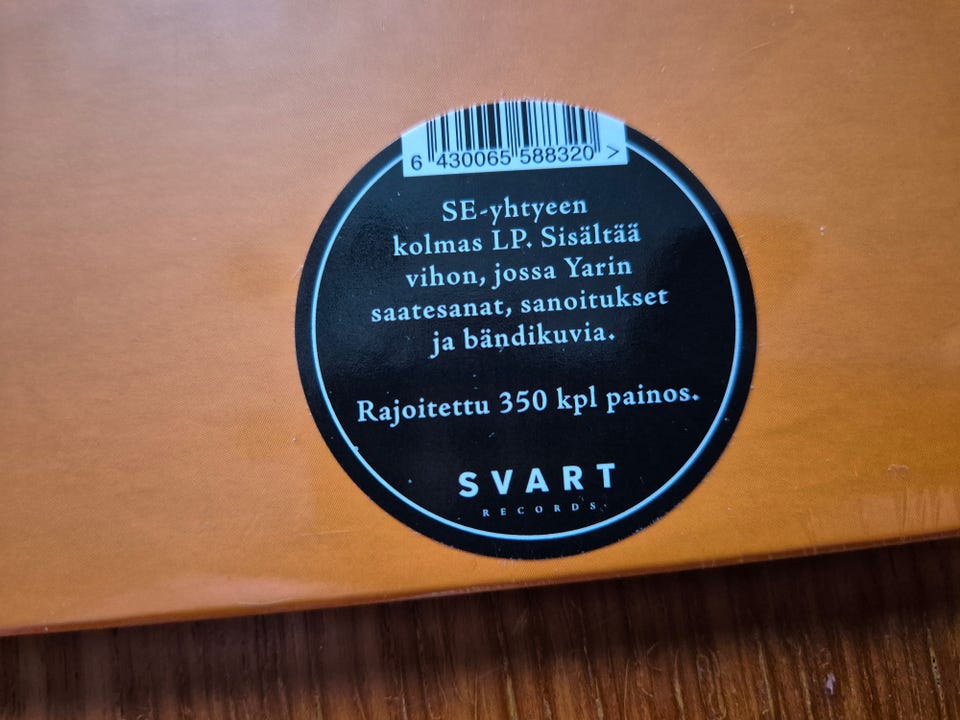 6 430065 588320 >
SE-yhtyeen
kolmas LP. Sisältää
vihon, jossa Yarin
saatesanat, sanoitukset
ja bändikuvia.
Rajoitettu 350 kpl painos.
SVART
RECORDS